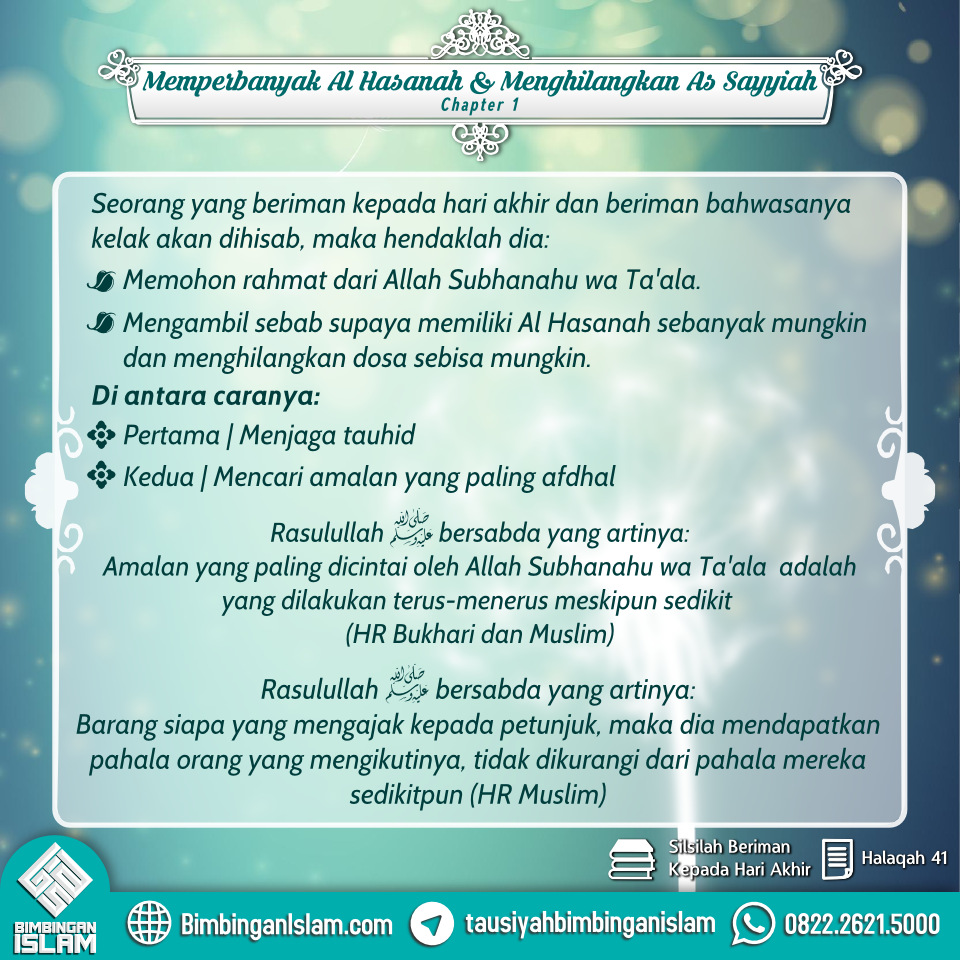 Memperbanyak Al Hasanah & Menghilangkan As Sayyiah
Chapter 1
Seorang yang beriman kepada hari akhir dan beriman bahwasanya
kelak akan dihisab, maka hendaklah dia:
Memohon rahmat dari Allah Subhanahu wa Ta'ala.
Mengambil sebab supaya memiliki Al Hasanah sebanyak mungkin
dan menghilangkan dosa sebisa mungkin.
Di antara caranya:
Pertama | Menjaga tauhid
Kedua | Mencari amalan yang paling afdhal
Rasulullah ﷺ bersabda yang artinya:
Amalan yang paling dicintai oleh Allah Subhanahu wa Ta'ala adalah
yang dilakukan terus-menerus meskipun sedikit
(HR Bukhari dan Muslim)
Rasulullah ﷺ bersabda yang artinya:
Barang siapa yang mengajak kepada petunjuk, maka dia mendapatkan
pahala orang yang mengikutinya, tidak dikurangi dari pahala mereka
sedikitpun (HR Muslim)
Silsilah Beriman
Kepada Hari Akhir
Halaqah 41
BIMBINGAN
ISLAM
BimbinganIslam.com
tausiyahbimbinganislam
0822.2621.5000